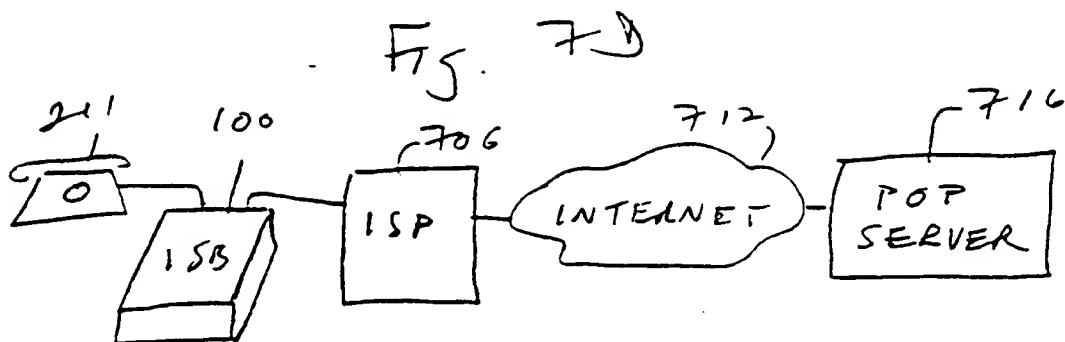 Fig. 7D
211
100
706
712
716
ISB
ISP
INTERNET
POP
SERVER